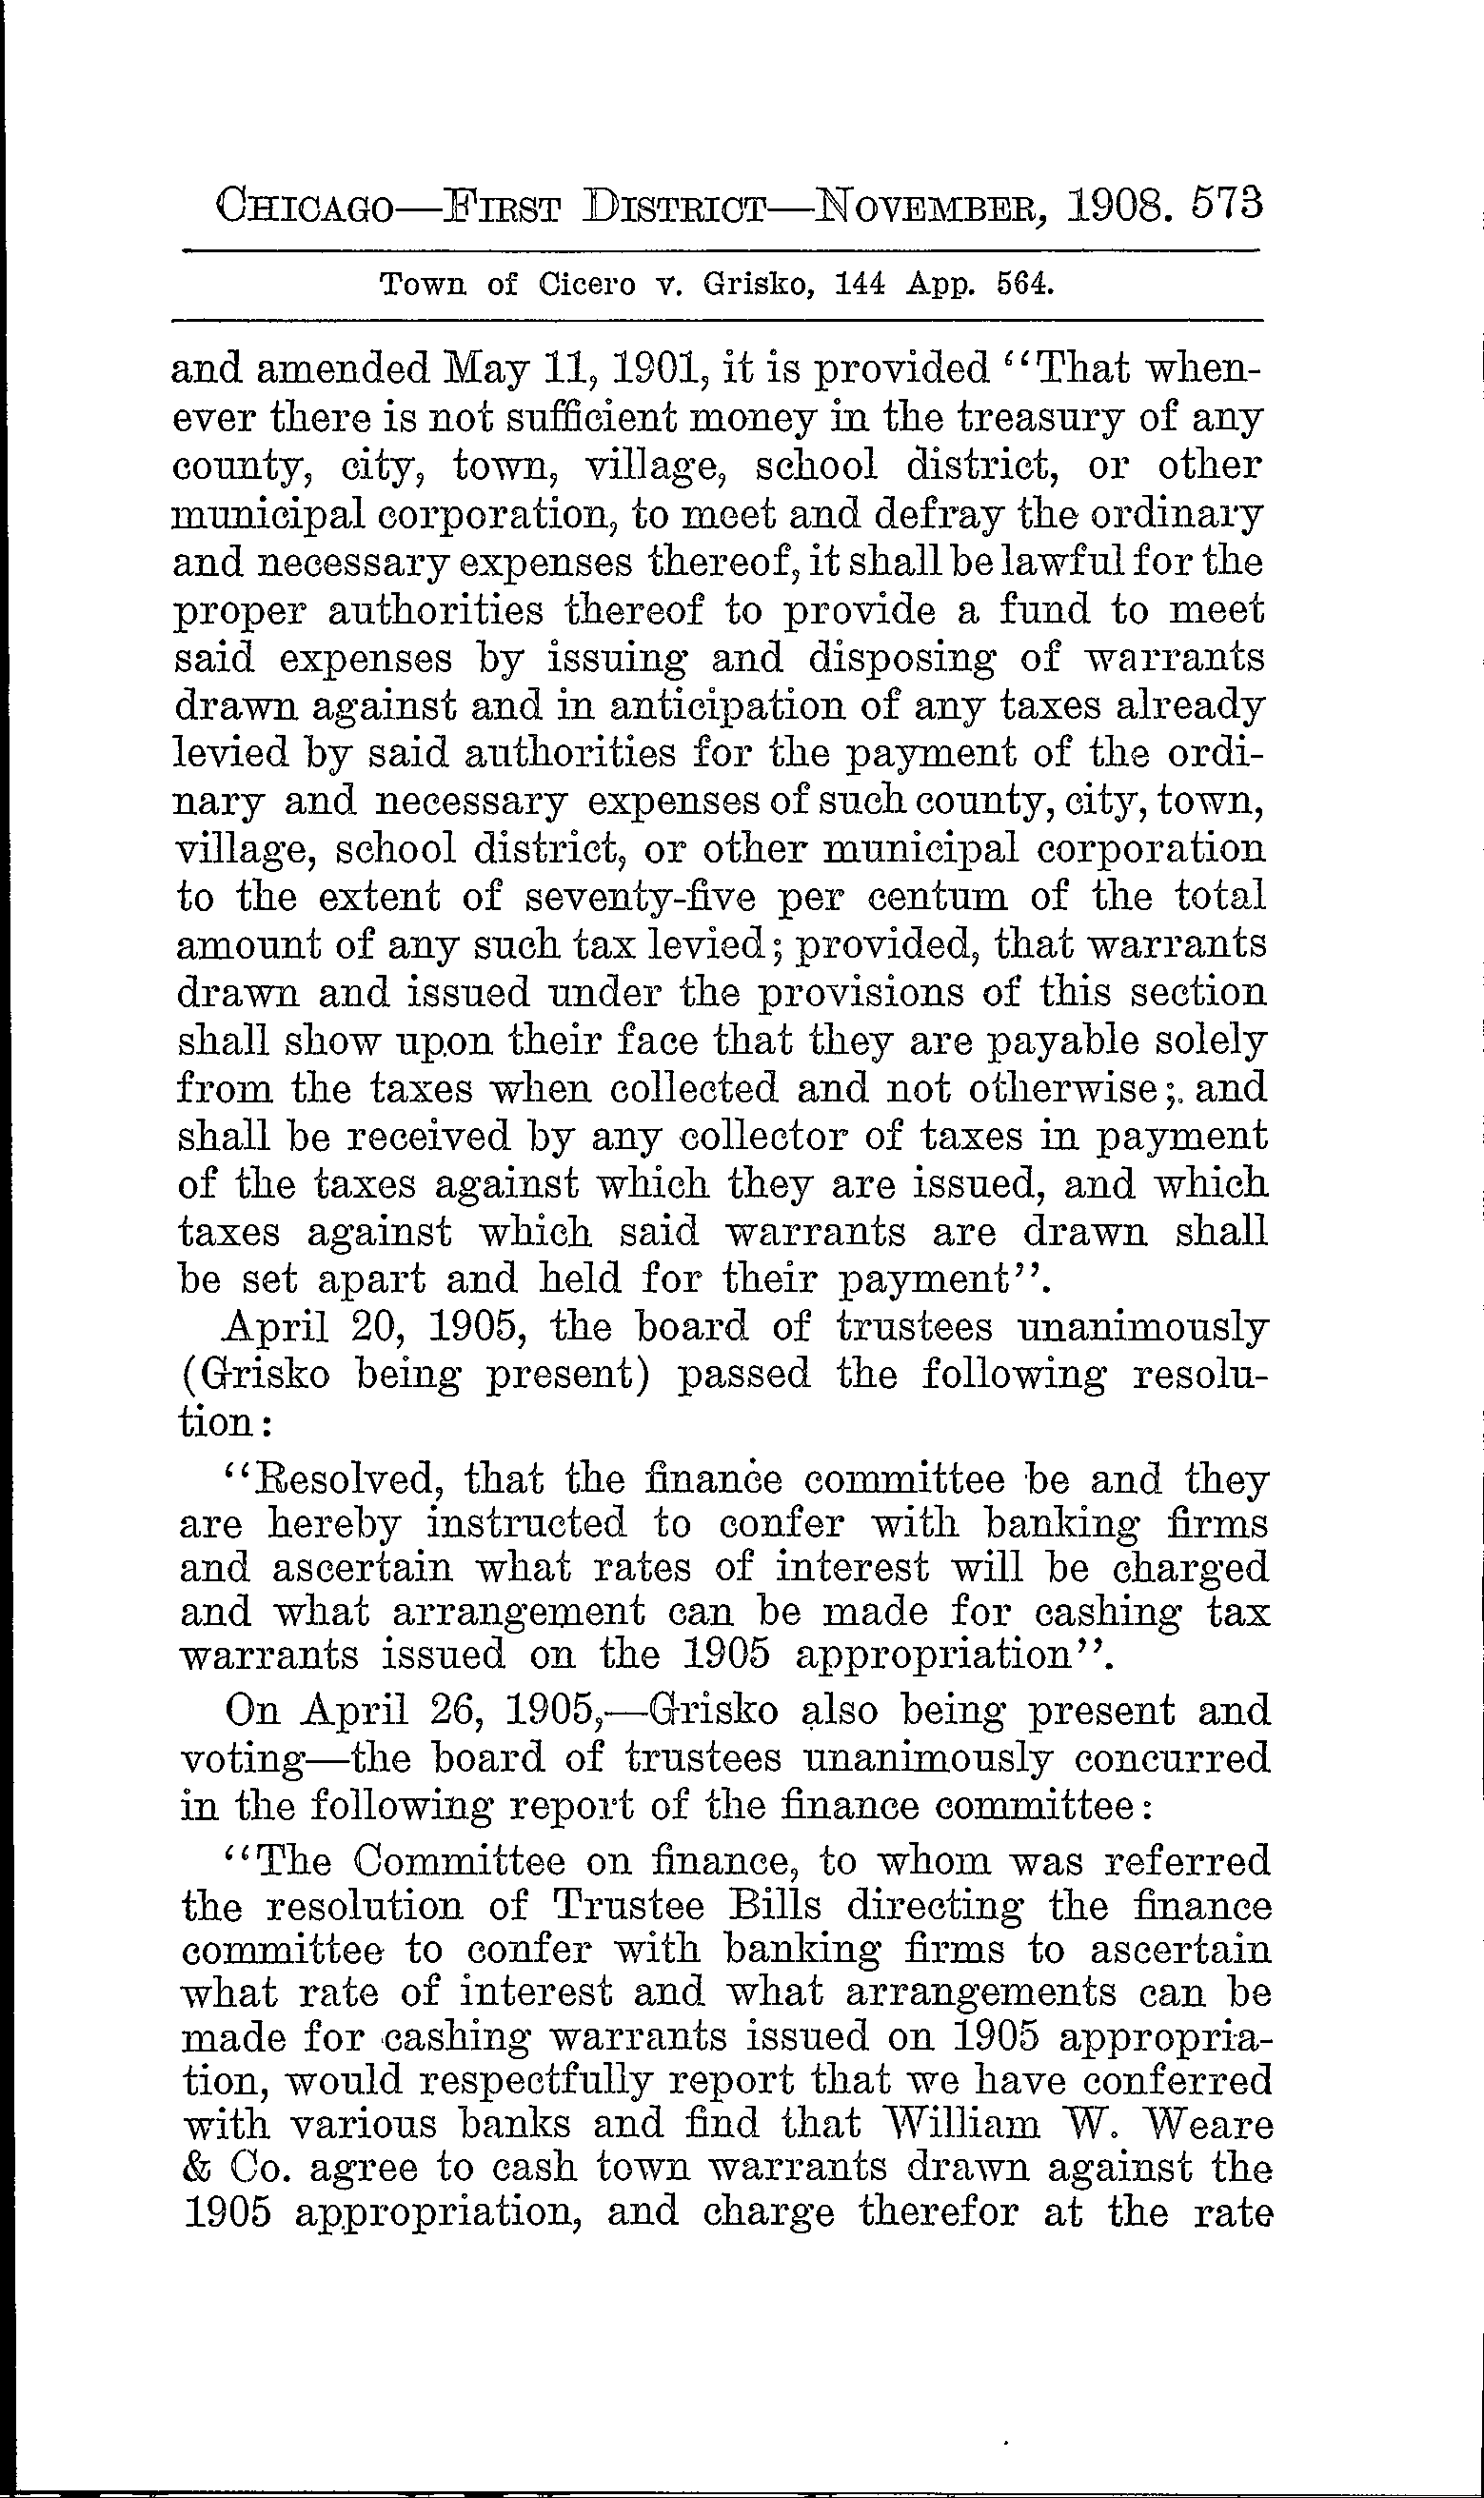 CHICAGO—FIRST DISTRICT—NOVEMBER, 1908. 573
Town of Cicero v. Grisko, 144 App. 564.
and amended May 11, 1901, it is provided "That when-
ever there is not sufficient money in the treasury of any
county, city, town, village, school district, or other
municipal corporation, to meet and defray the ordinary
and necessary expenses thereof, it shall be lawful for the
proper authorities thereof to provide a fund to meet
said expenses by issuing and disposing of warrants
drawn against and in anticipation of any taxes already
levied by said authorities for the payment of the ordi-
nary and necessary expenses of such county, city, town,
village, school district, or other municipal corporation
to the extent of seventy-five per centum of the total
amount of any such tax levied; provided, that warrants
drawn and issued under the provisions of this section
shall show upon their face that they are payable solely
from the taxes when collected and not otherwise; and
shall be received by any collector of taxes in payment
of the taxes against which they are issued, and which
taxes against which said warrants are drawn shall
be set apart and held for their payment".
April 20, 1905, the board of trustees unanimously
(Grisko being present) passed the following resolu-
tion:
"Resolved, that the finance committee be and they
are hereby instructed to confer with banking firms
and ascertain what rates of interest will be charged
and what arrangement can be made for cashing tax
warrants issued on the 1905 appropriation".
On April 26, 1905,—Grisko also being present and
voting—the board of trustees unanimously concurred
in the following report of the finance committee:
"The Committee on finance, to whom was referred
the resolution of Trustee Bills directing the finance
committee to confer with banking firms to ascertain
what rate of interest and what arrangements can be
made for cashing warrants issued on 1905 appropria-
tion, would respectfully report that we have conferred
with various banks and find that William W. Weare
& Co. agree to cash town warrants drawn against the
1905 appropriation, and charge therefor at the rate